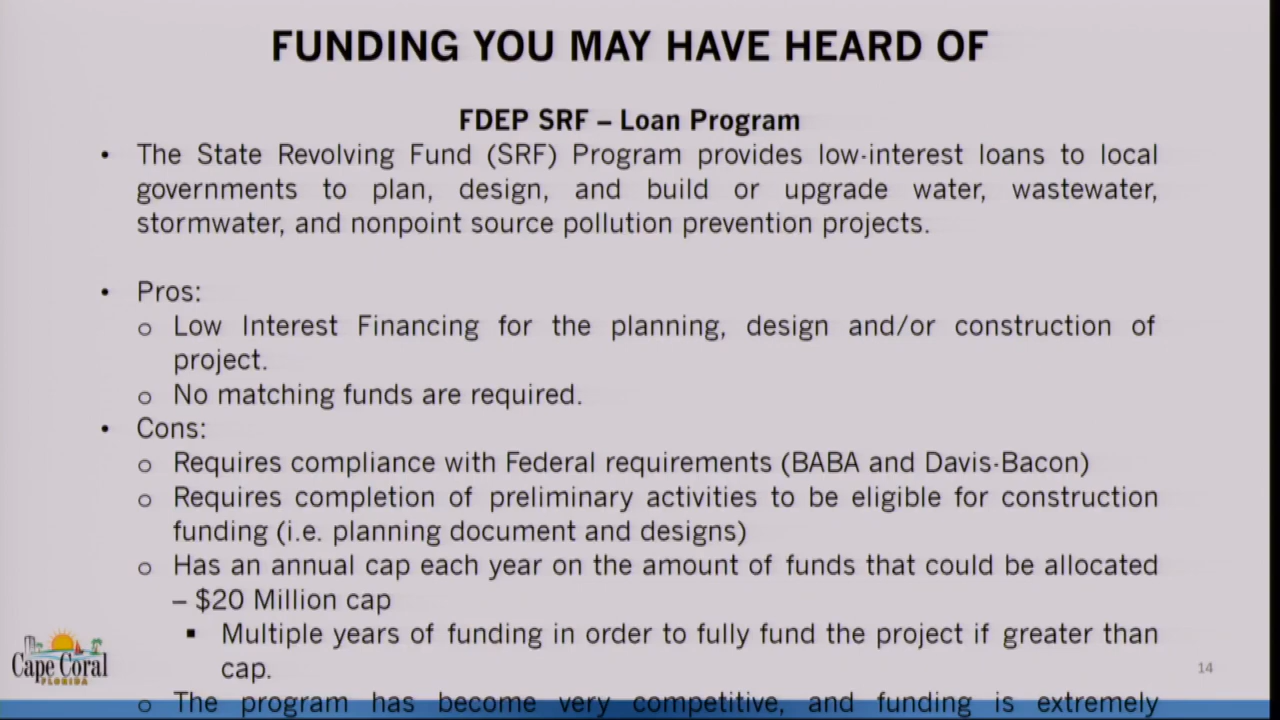 FUNDING YOU MAY HAVE HEARD OF
FDEP SRF – Loan Program
• The State Revolving Fund (SRF) Program provides low-interest loans to local
governments to plan, design, and build or upgrade water, wastewater,
stormwater, and nonpoint source pollution prevention projects.
• Pros:
o Low Interest Financing for the planning, design and/or construction of
project.
o No matching funds are required.
• Cons:
o Requires compliance with Federal requirements (BABA and Davis-Bacon)
o Requires completion of preliminary activities to be eligible for construction
funding (i.e. planning document and designs)
o Has an annual cap each year on the amount of funds that could be allocated
– $20 Million cap
▪ Multiple years of funding in order to fully fund the project if greater than
cap.
o The program has become very competitive, and funding is extremely
Cape Coral
FLORIDA
14